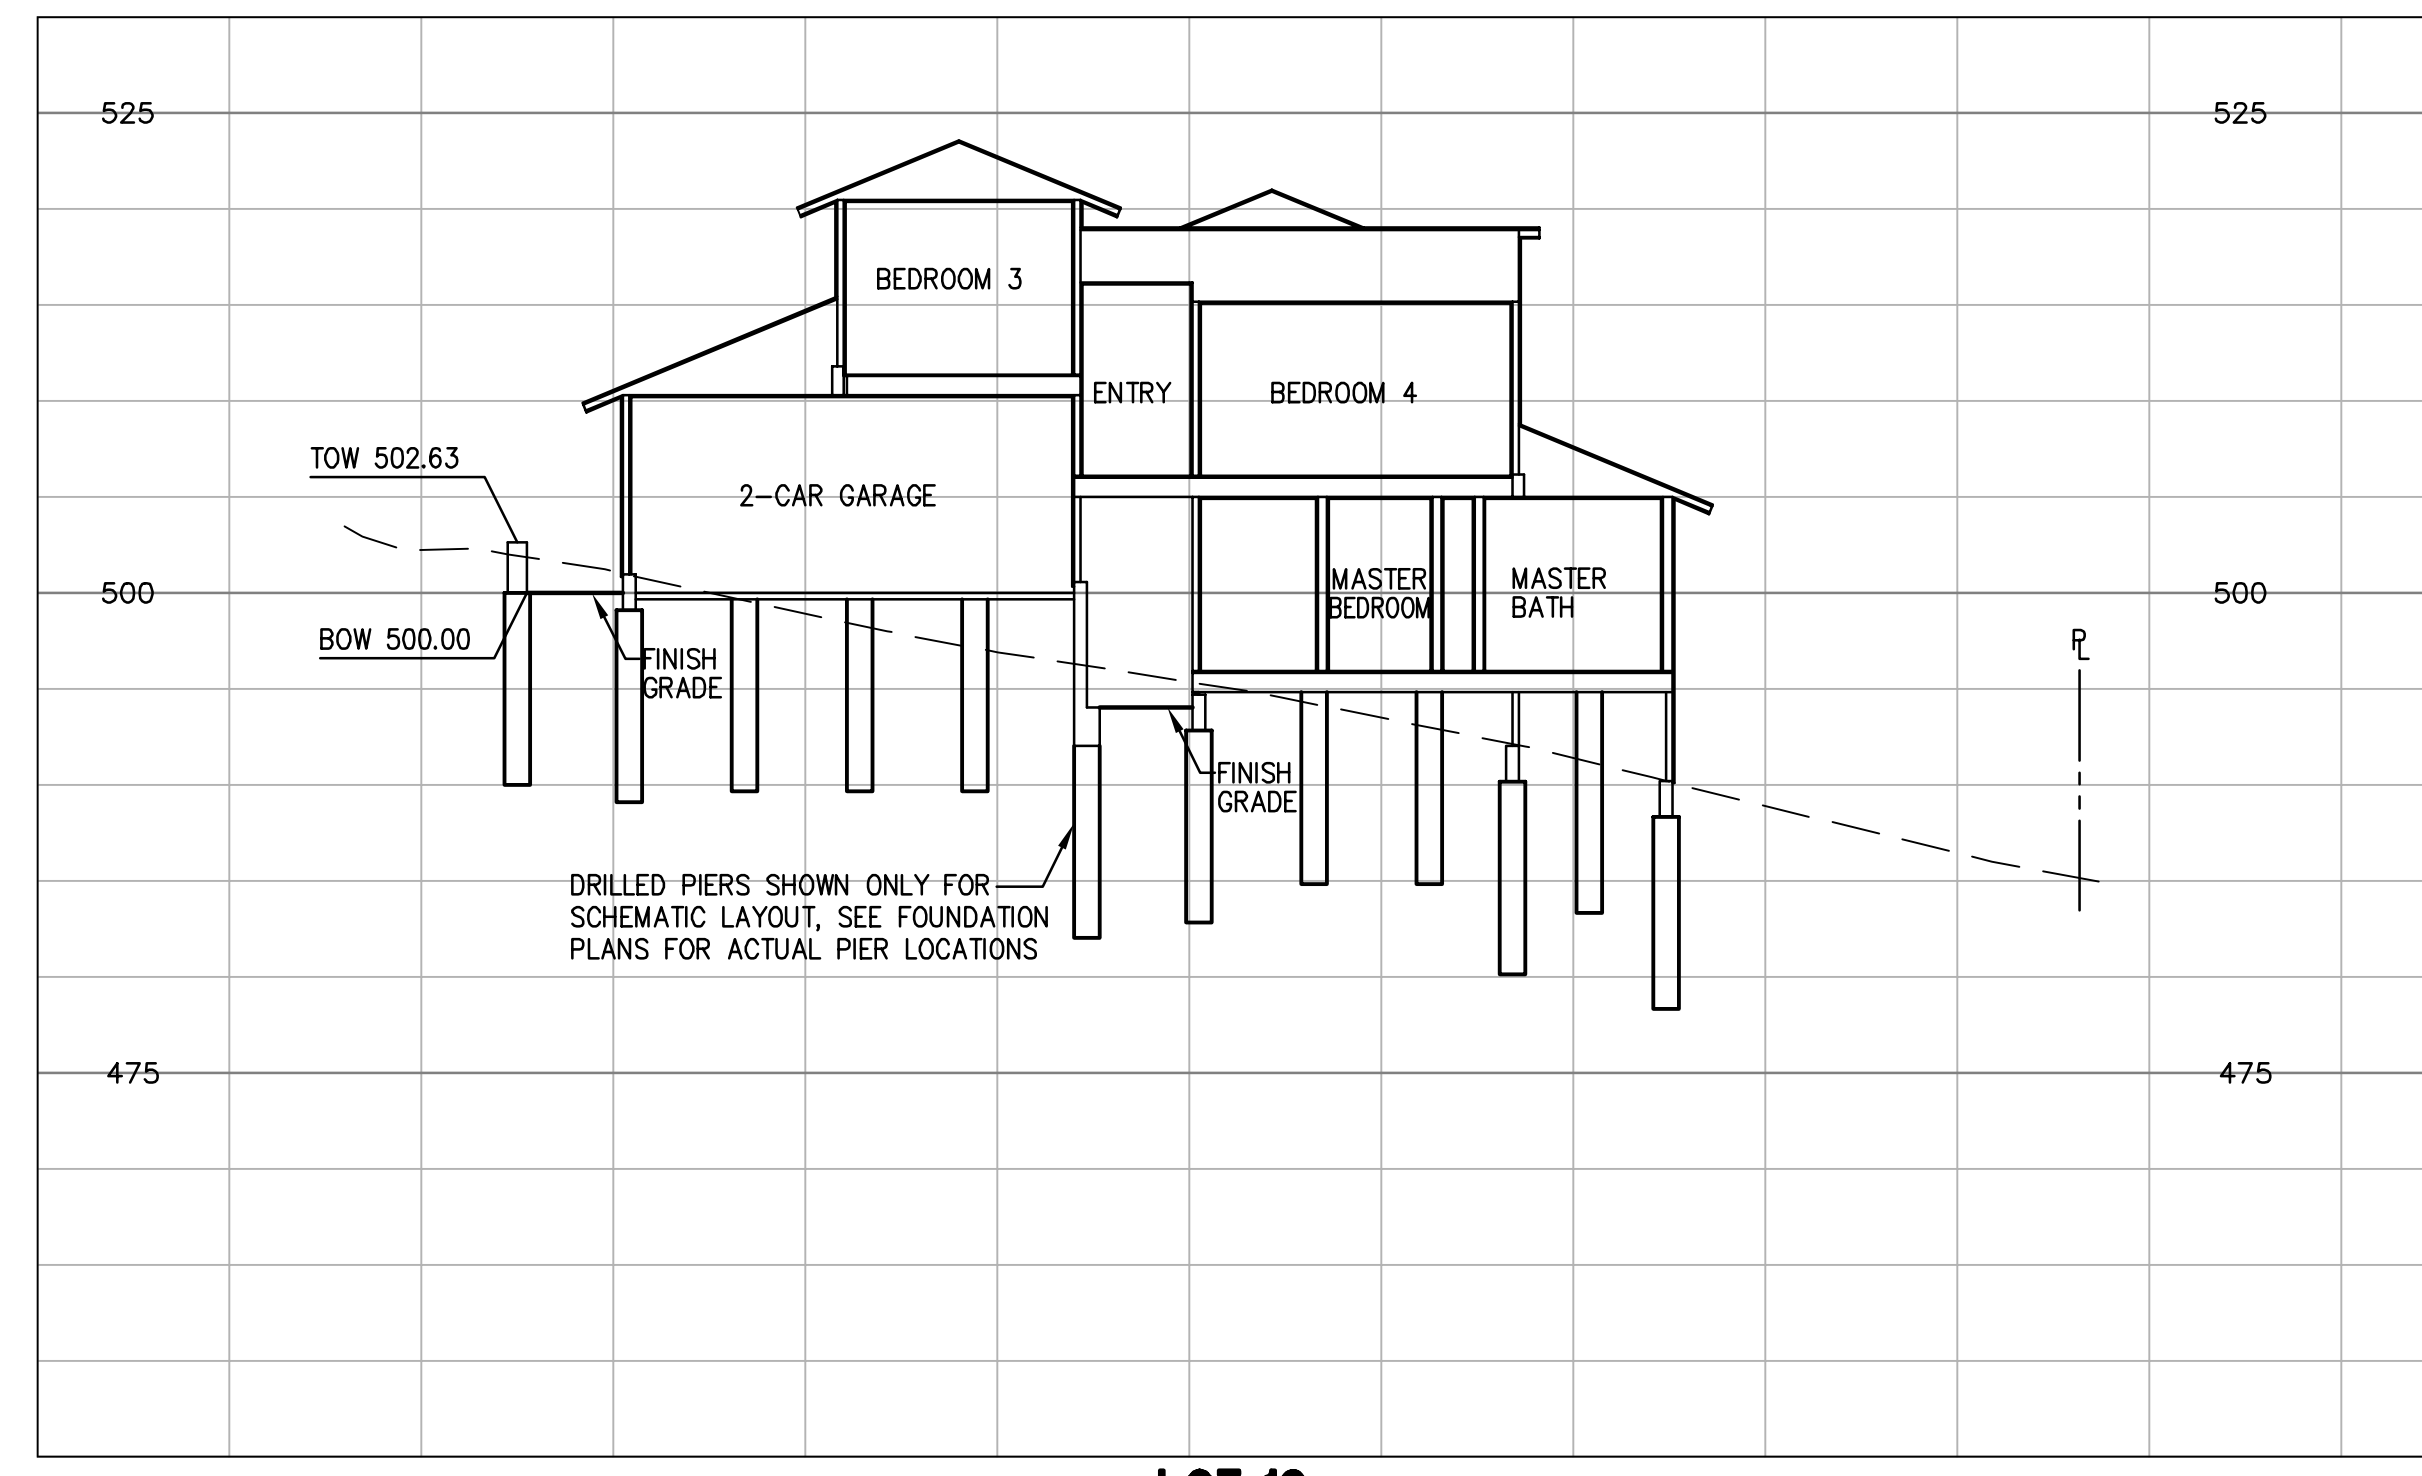 525
525
BEDROOM 3
ENTRY
BEDROOM 4
TOW 502.63
2-CAR GARAGE
500
500
MASTER
BEDROOM
MASTER
BATH
BOW 500.00
PL
FINISH
GRADE
FINISH
GRADE
DRILLED PIERS SHOWN ONLY FOR
SCHEMATIC LAYOUT, SEE FOUNDATION
PLANS FOR ACTUAL PIER LOCATIONS
475
475